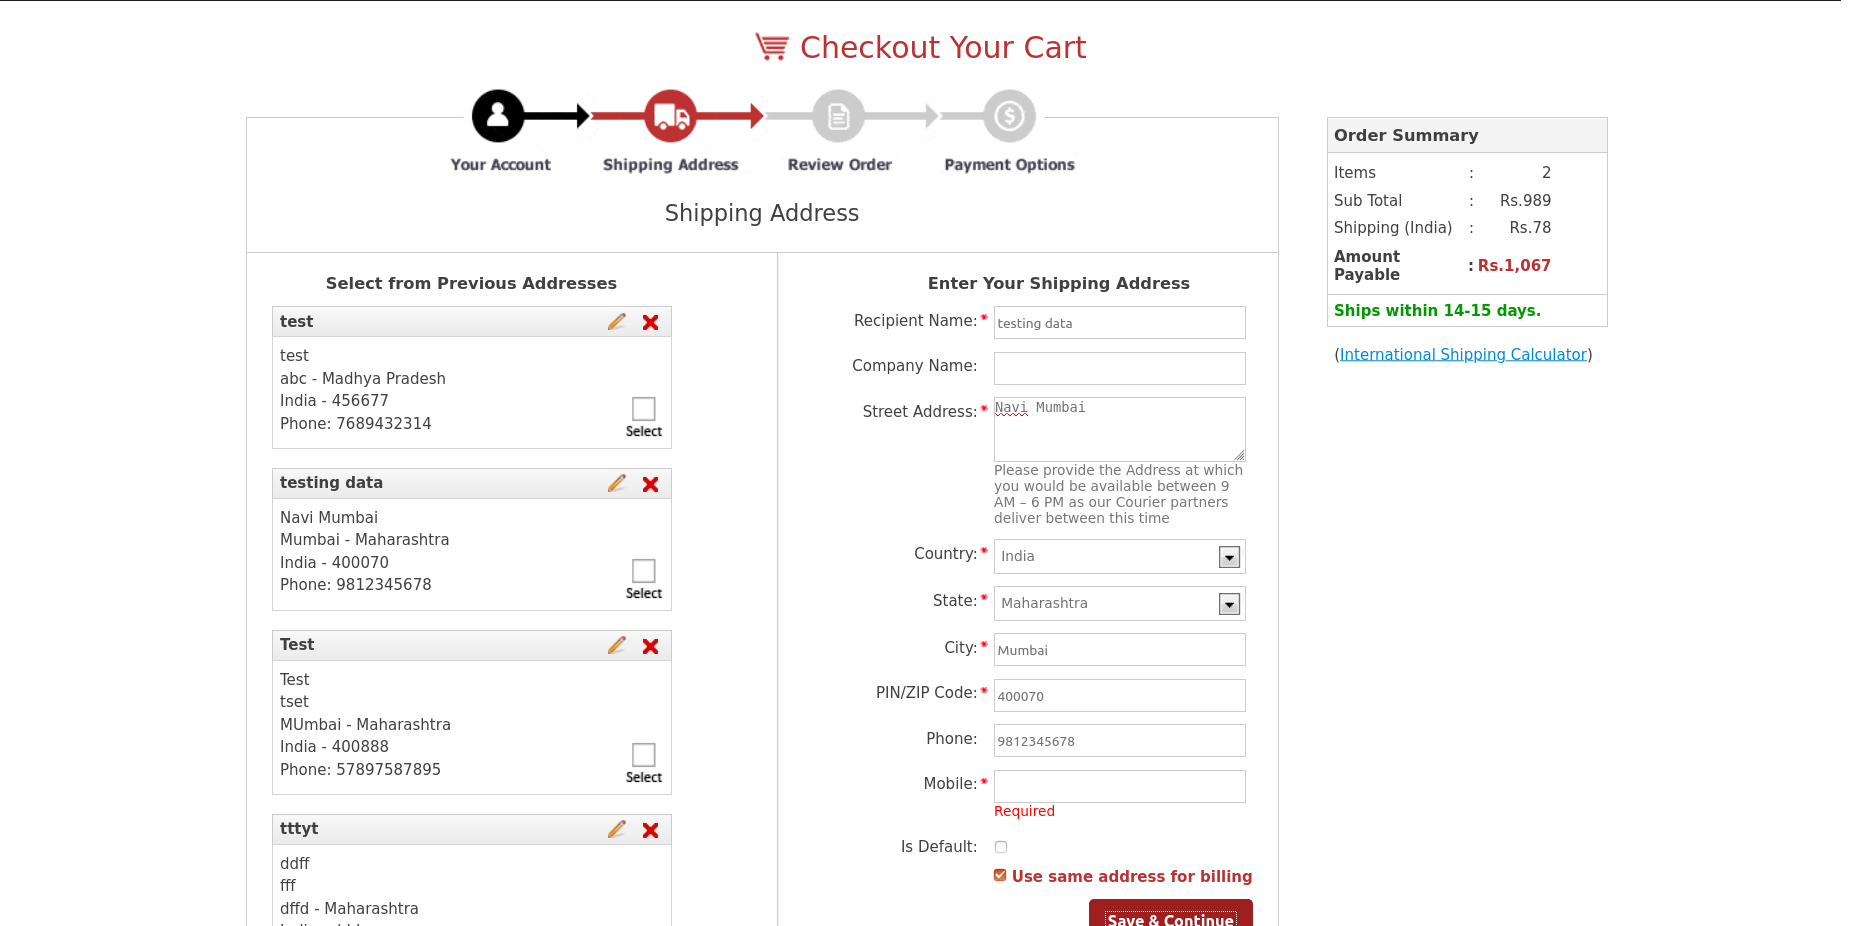 Checkout Your Cart
Your Account
Shipping Address
Review Order
Payment Options
Shipping Address
Select from Previous Addresses
test
test
abc - Madhya Pradesh
India - 456677
Phone: 7689432314
Select
testing data
Navi Mumbai
Mumbai - Maharashtra
India - 400070
Phone: 9812345678
Select
Test
Test
tset
MUmbai - Maharashtra
India - 400888
Phone: 57897587895
Select
tttyt
ddff
fff
dffd - Maharashtra
Enter Your Shipping Address
Recipient Name:* testing data
Company Name:
Street Address:* Navi Mumbai
Please provide the Address at which
you would be available between 9
AM – 6 PM as our Courier partners
deliver between this time
Country:* India
State:* Maharashtra
City:* Mumbai
PIN/ZIP Code:* 400070
Phone: 9812345678
Mobile:*
Required
Is Default:
Use same address for billing
Save & Continue
Order Summary
Items : 2
Sub Total : Rs.989
Shipping (India) : Rs.78
Amount
Payable : Rs.1,067
Ships within 14-15 days.
(International Shipping Calculator)